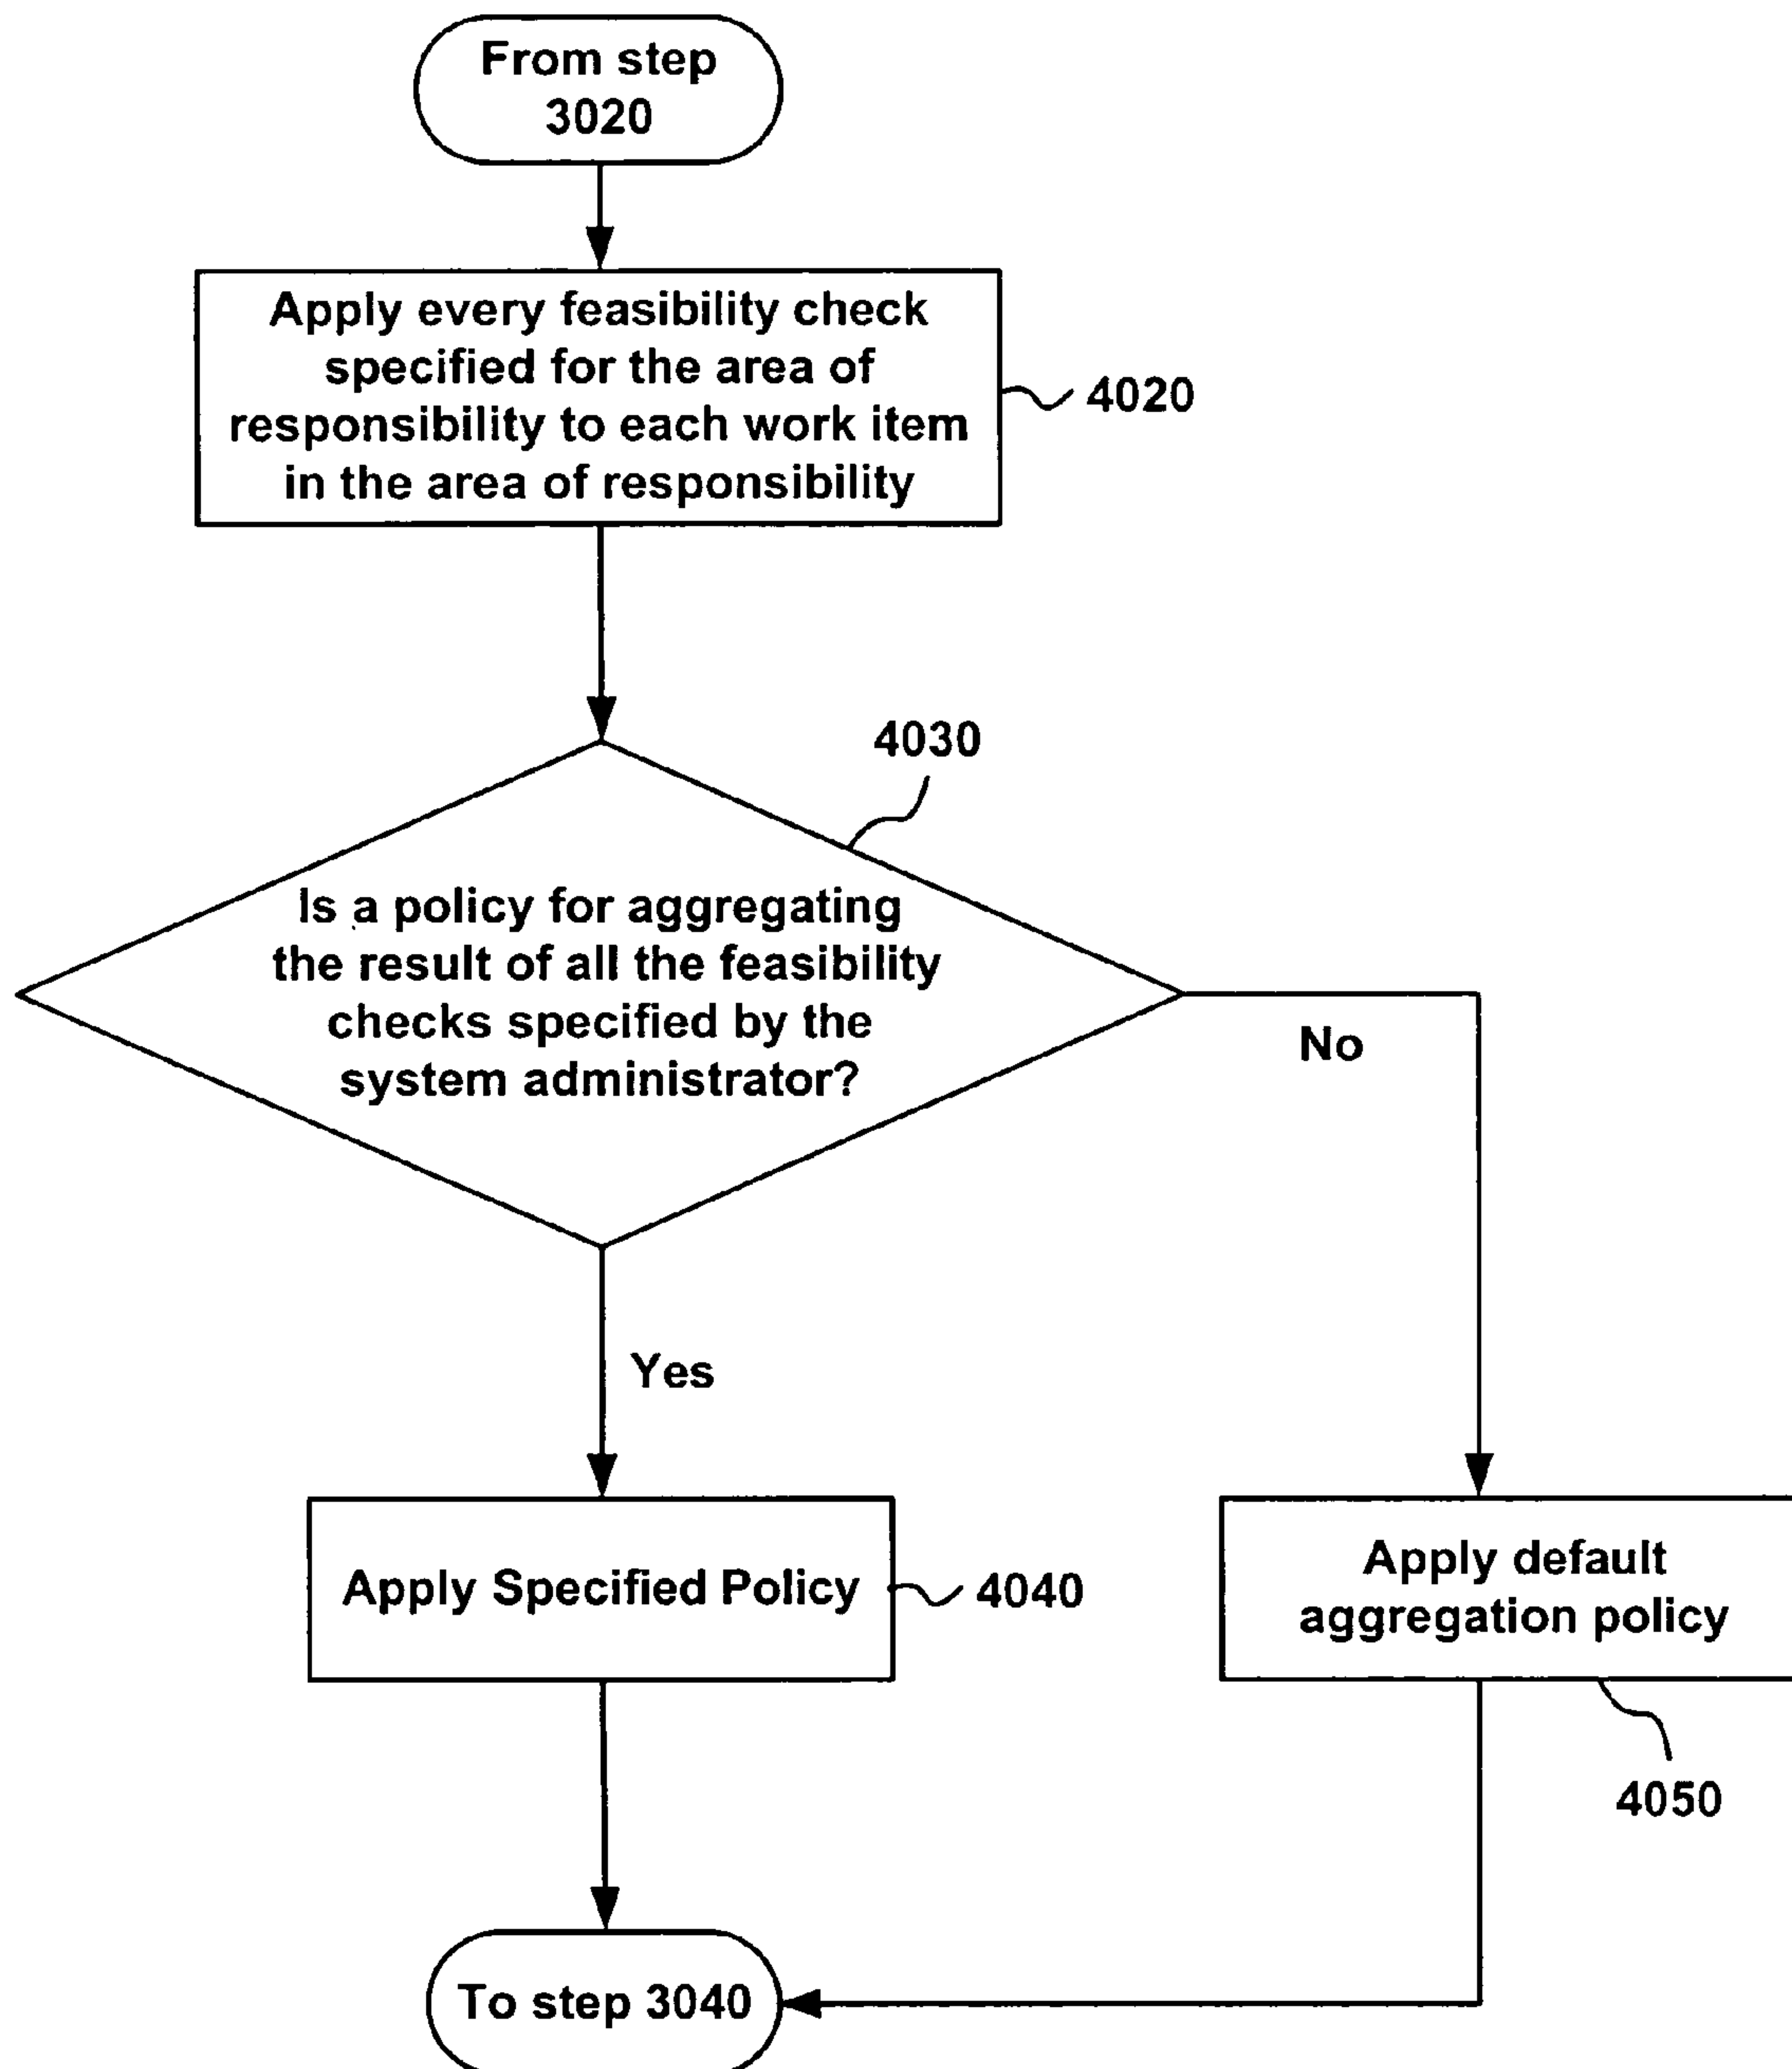 From step
3020
Apply every feasibility check
specified for the area of
responsibility to each work item
in the area of responsibility
4020
4030
Is a policy for aggregating
the result of all the feasibility
checks specified by the
system administrator?
No
Yes
Apply Specified Policy
4040
Apply default
aggregation policy
4050
To step 3040